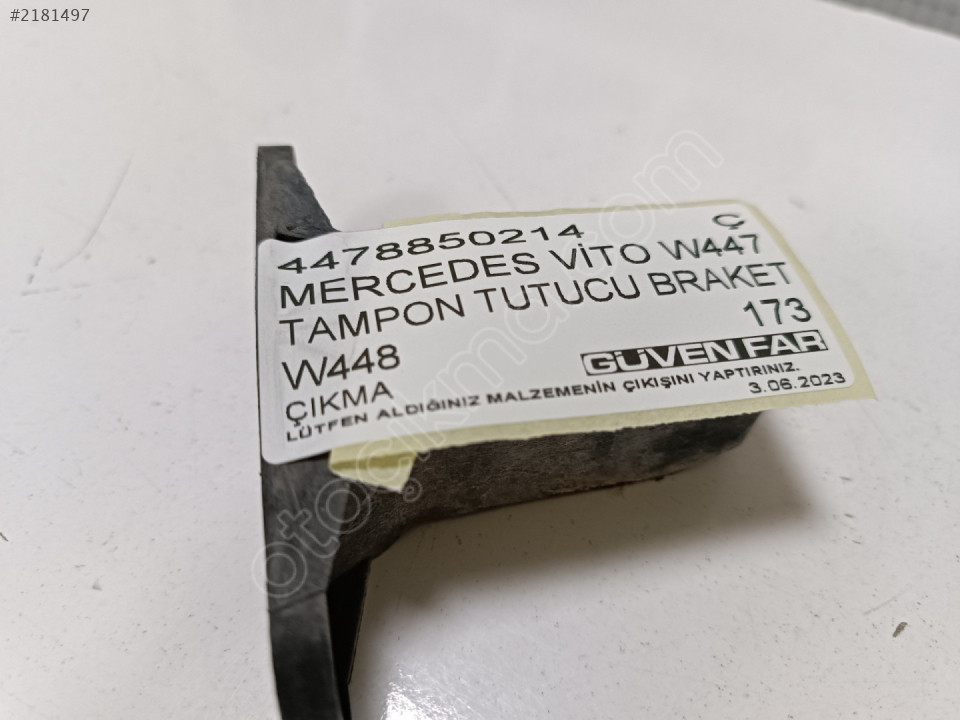 #2181497
4478850214 Ç
MERCEDES VİTO W447
TAMPON TUTUCU BRAKET
W448 173
ÇIKMA GÜVEN FAR
LÜTFEN ALDIĞINIZ MALZEMENİN ÇIKIŞINI YAPTIRINIZ.
3.06.2023
otocikmacom